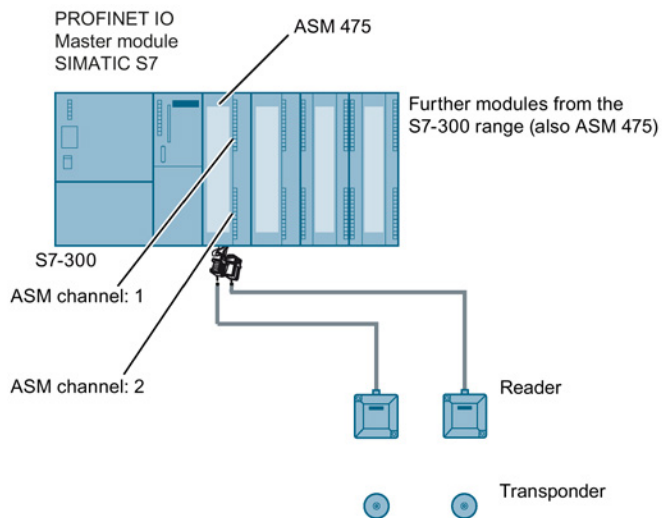 PROFINET IO
Master module
SIMATIC S7
ASM 475
Further modules from the
S7-300 range (also ASM 475)
S7-300
ASM channel: 1
ASM channel: 2
Reader
Transponder